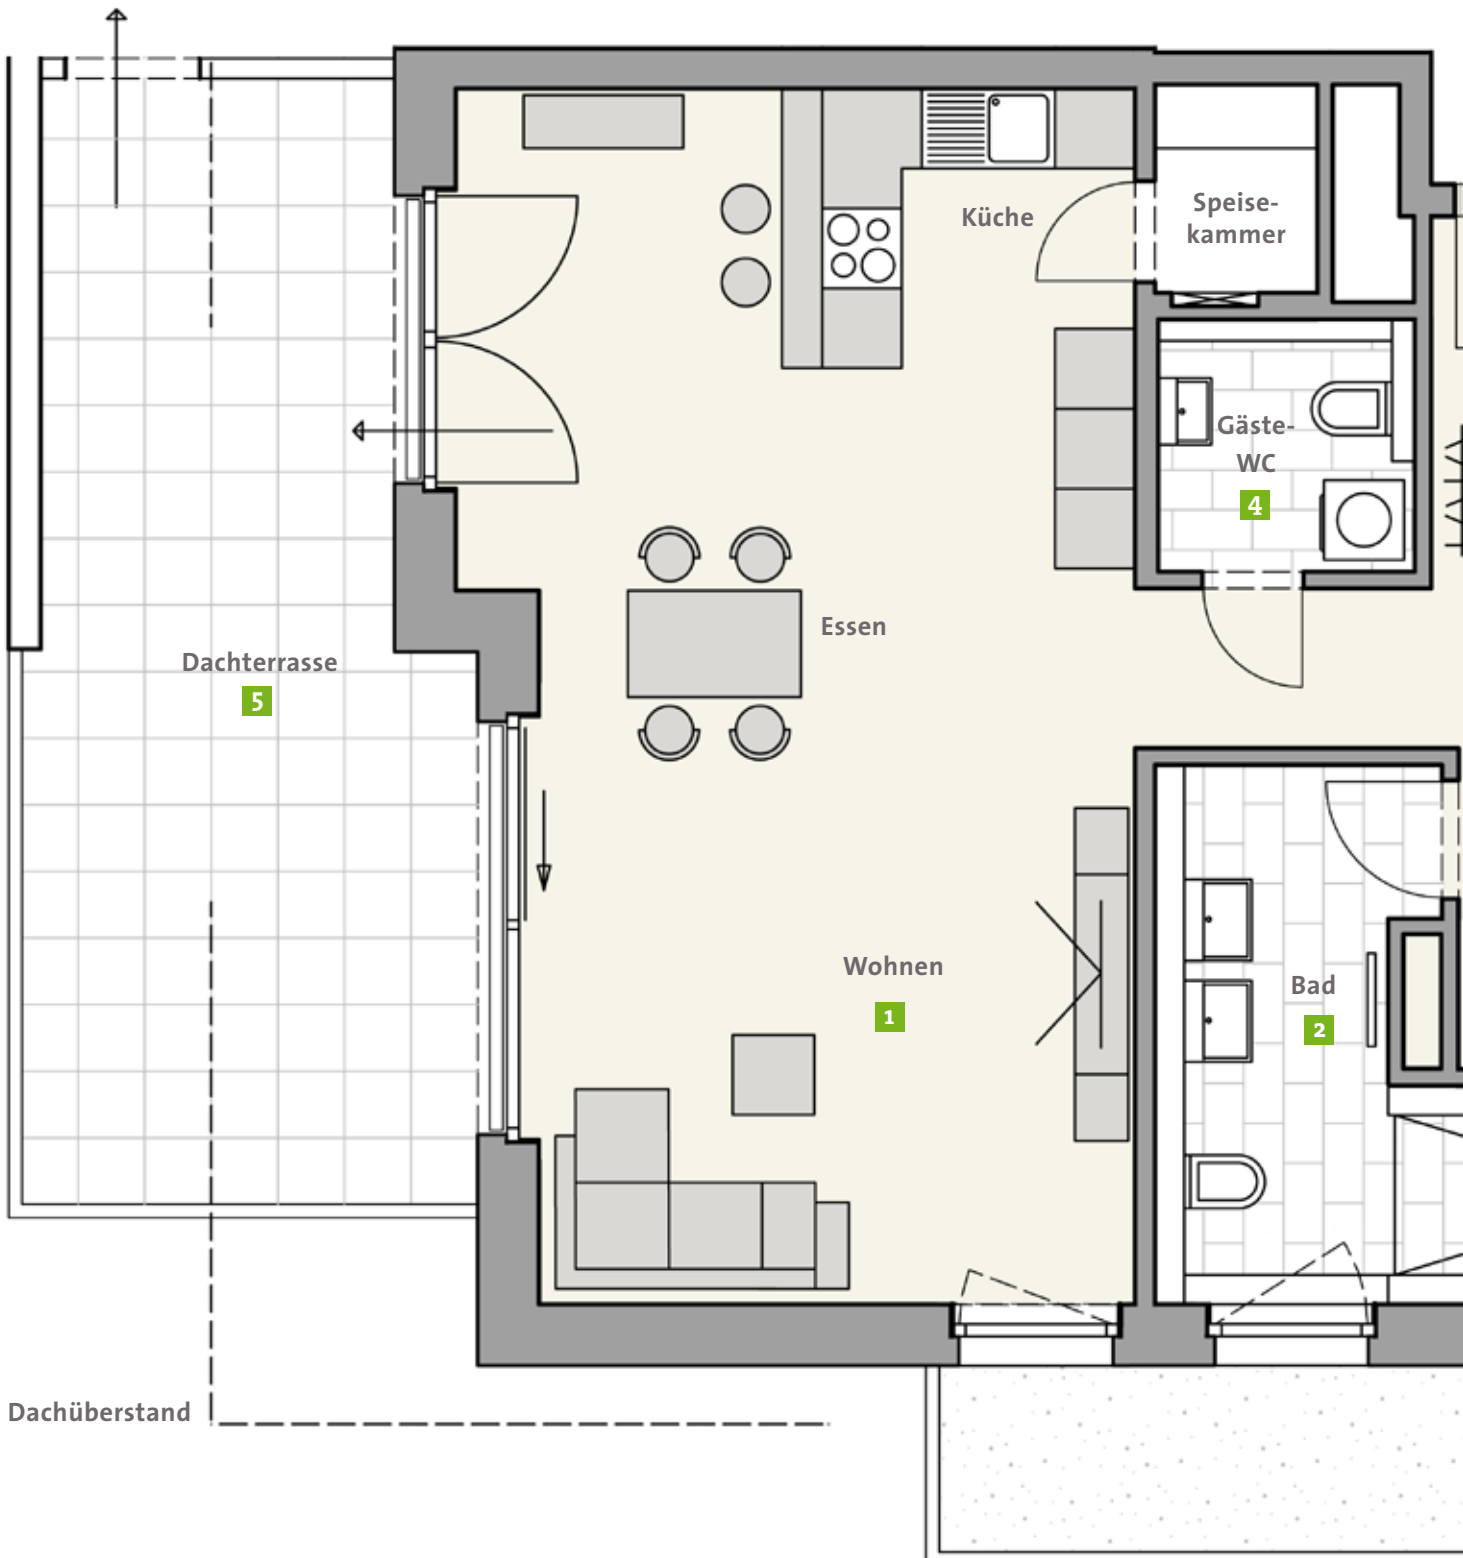 Küche
Speise-
kammer
Gäste-
WC
4
Essen
Dachterrasse
5
Wohnen
1
Bad
2
Dachüberstand